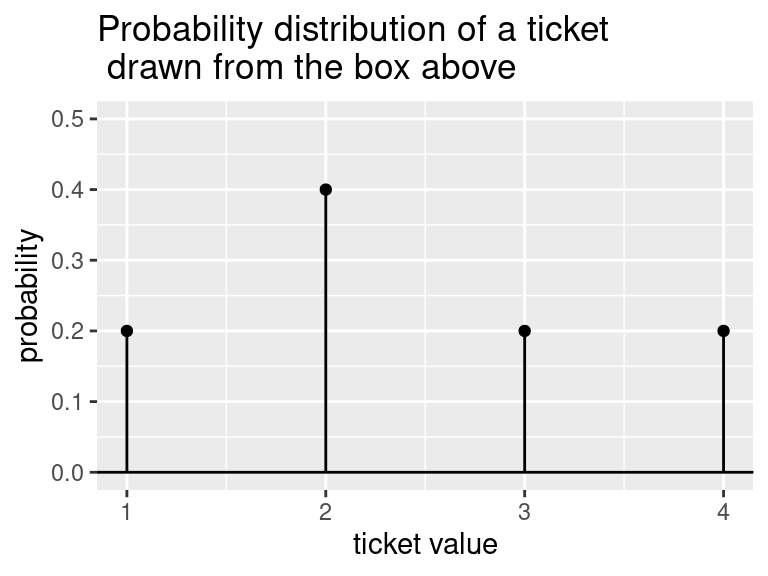 Probability distribution of a ticket
drawn from the box above
0.5
0.4
0.3
0.2
0.1
0.0
probability
1 2 3 4
ticket value